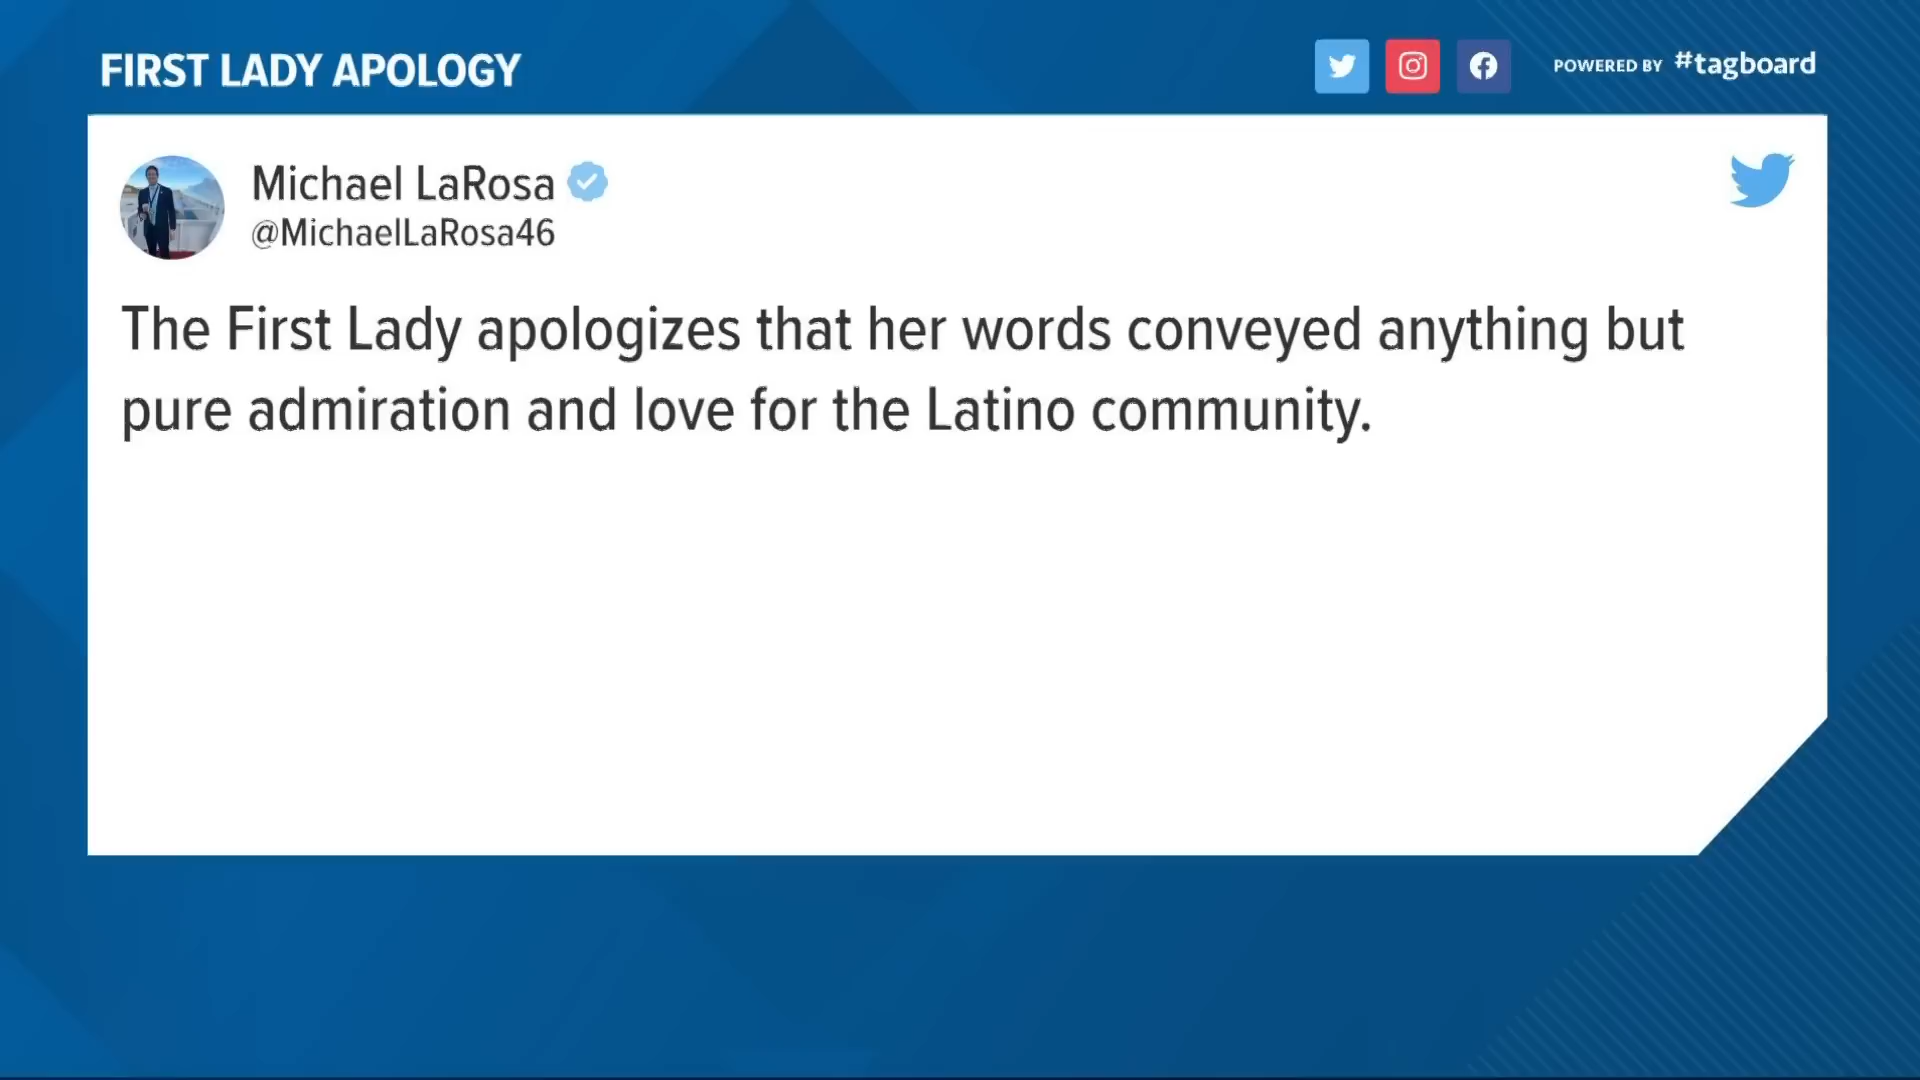 FIRST LADY APOLOGY
POWERED BY #tagboard
Michael LaRosa
@MichaelLaRosa46
The First Lady apologizes that her words conveyed anything but
pure admiration and love for the Latino community.